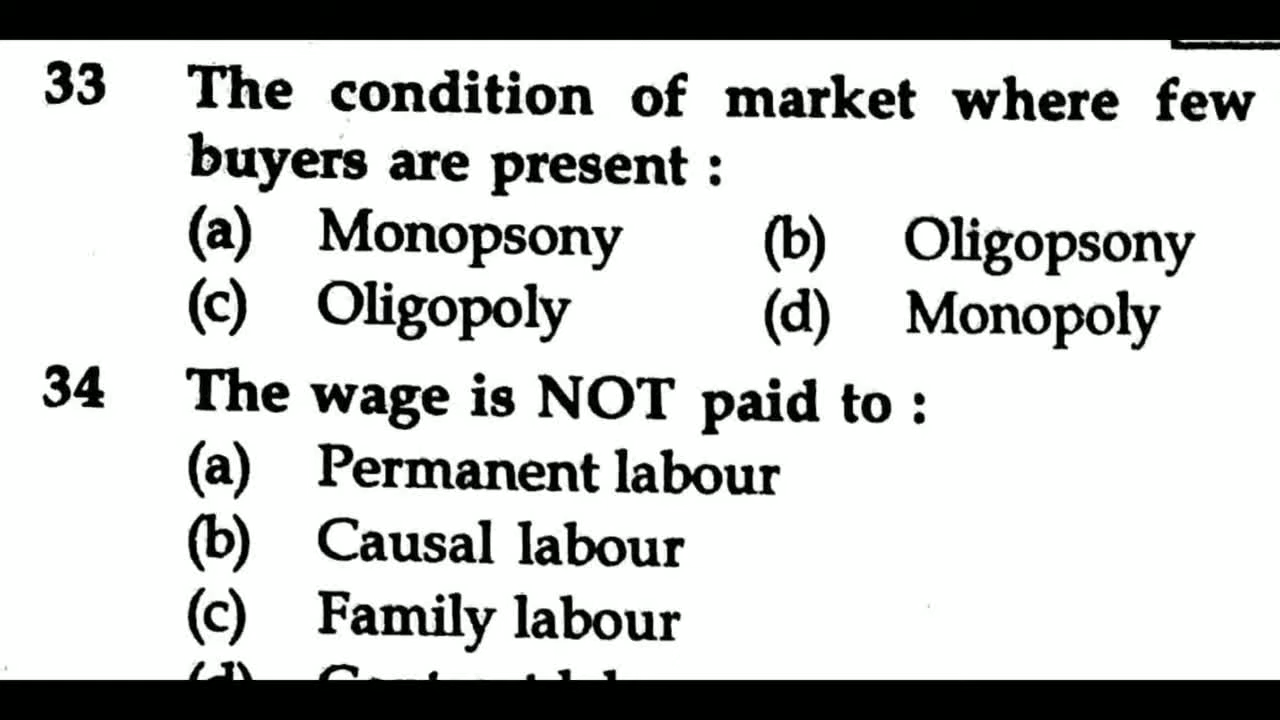 33 The condition of market where few
buyers are present :
(a) Monopsony (b) Oligopsony
(c) Oligopoly (d) Monopoly
34 The wage is NOT paid to :
(a) Permanent labour
(b) Causal labour
(c) Family labour
(d)